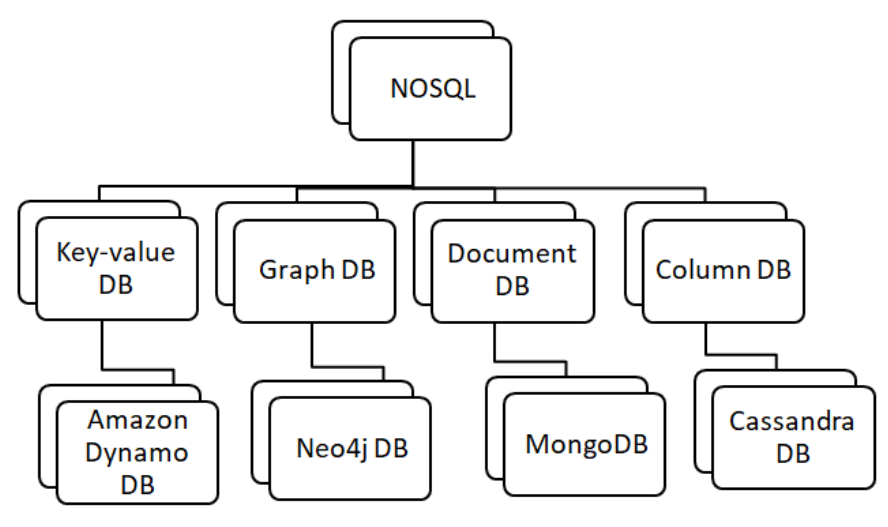 NOSQL
Key-value
DB
Graph DB
Document
DB
Column DB
Amazon
Dynamo
DB
Neo4j DB
MongoDB
Cassandra
DB